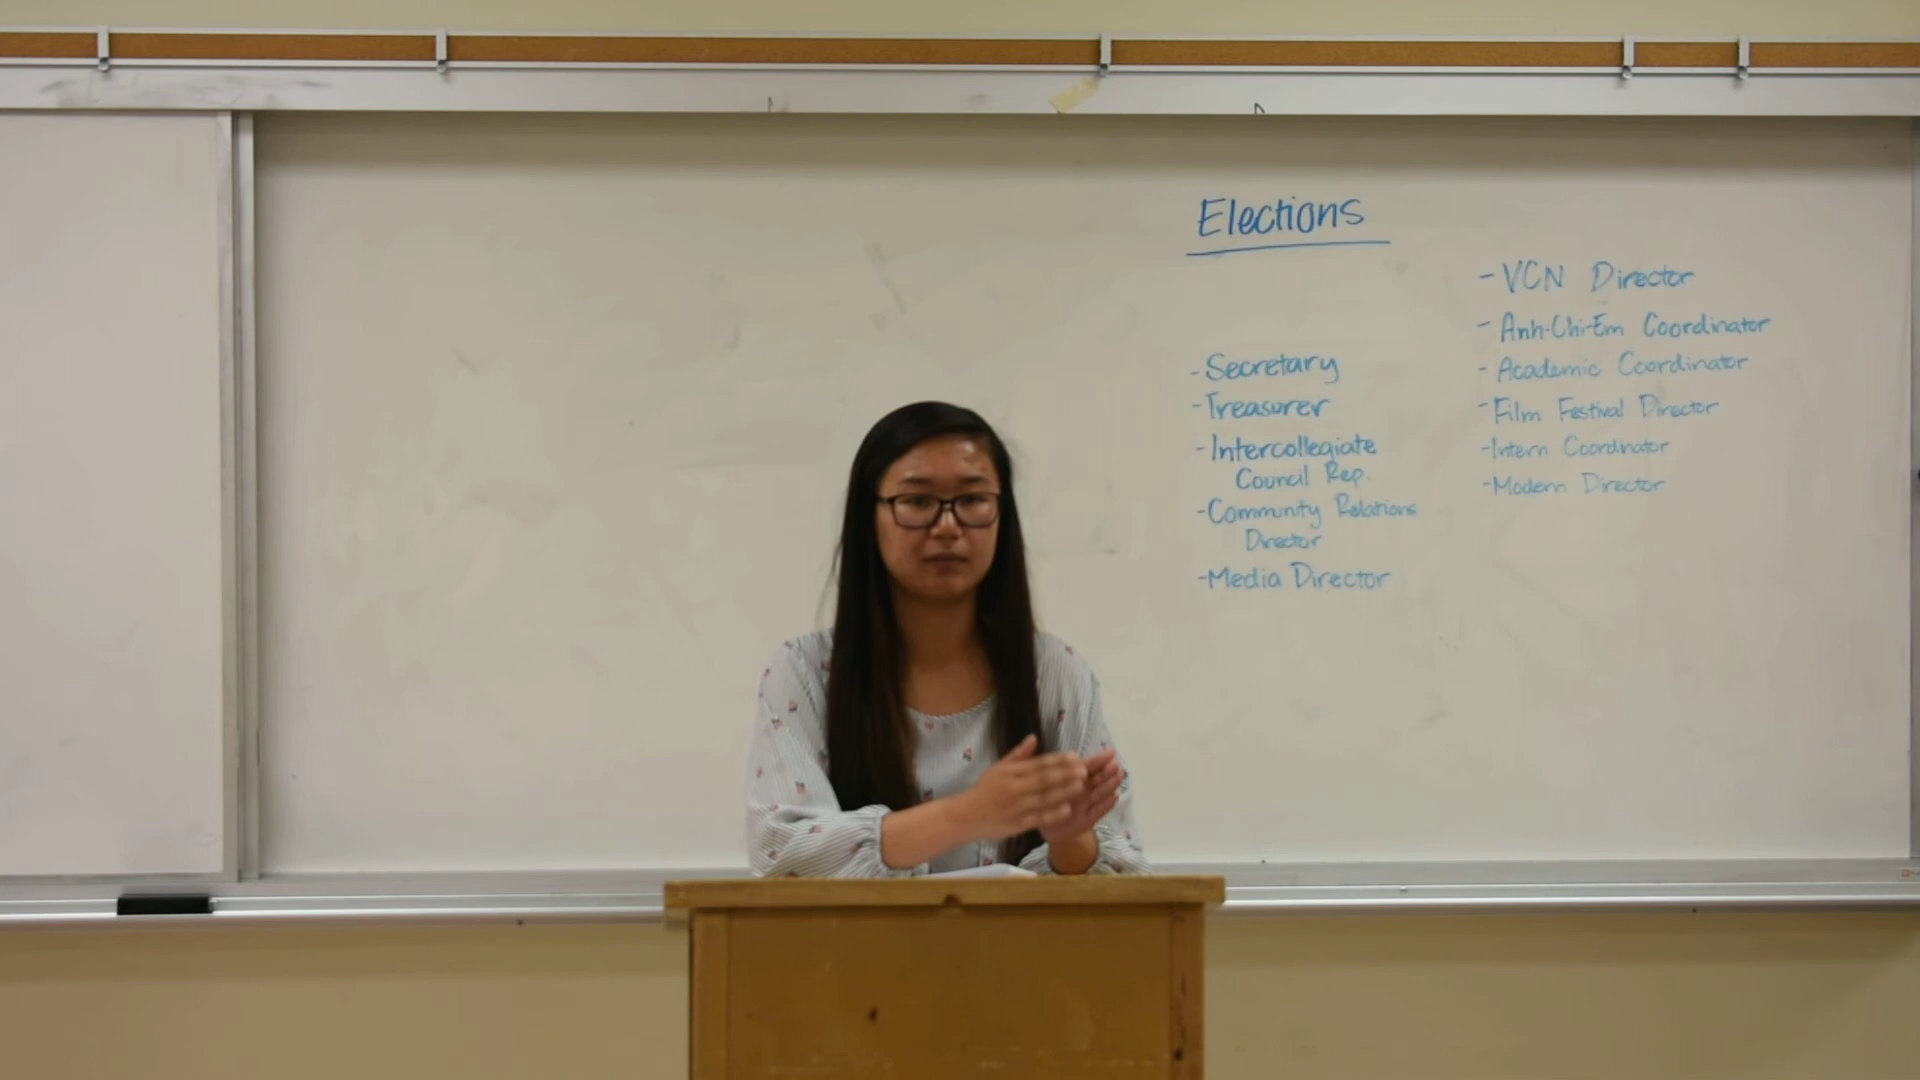 Elections
- Secretary
- Treasurer
- Intercollegiate
Council Rep.
- Community Relations
Director
- Media Director
- VCN Director
- Anh-Chi-Em Coordinator
- Academic Coordinator
- Film Festival Director
- Intern Coordinator
- Modern Director